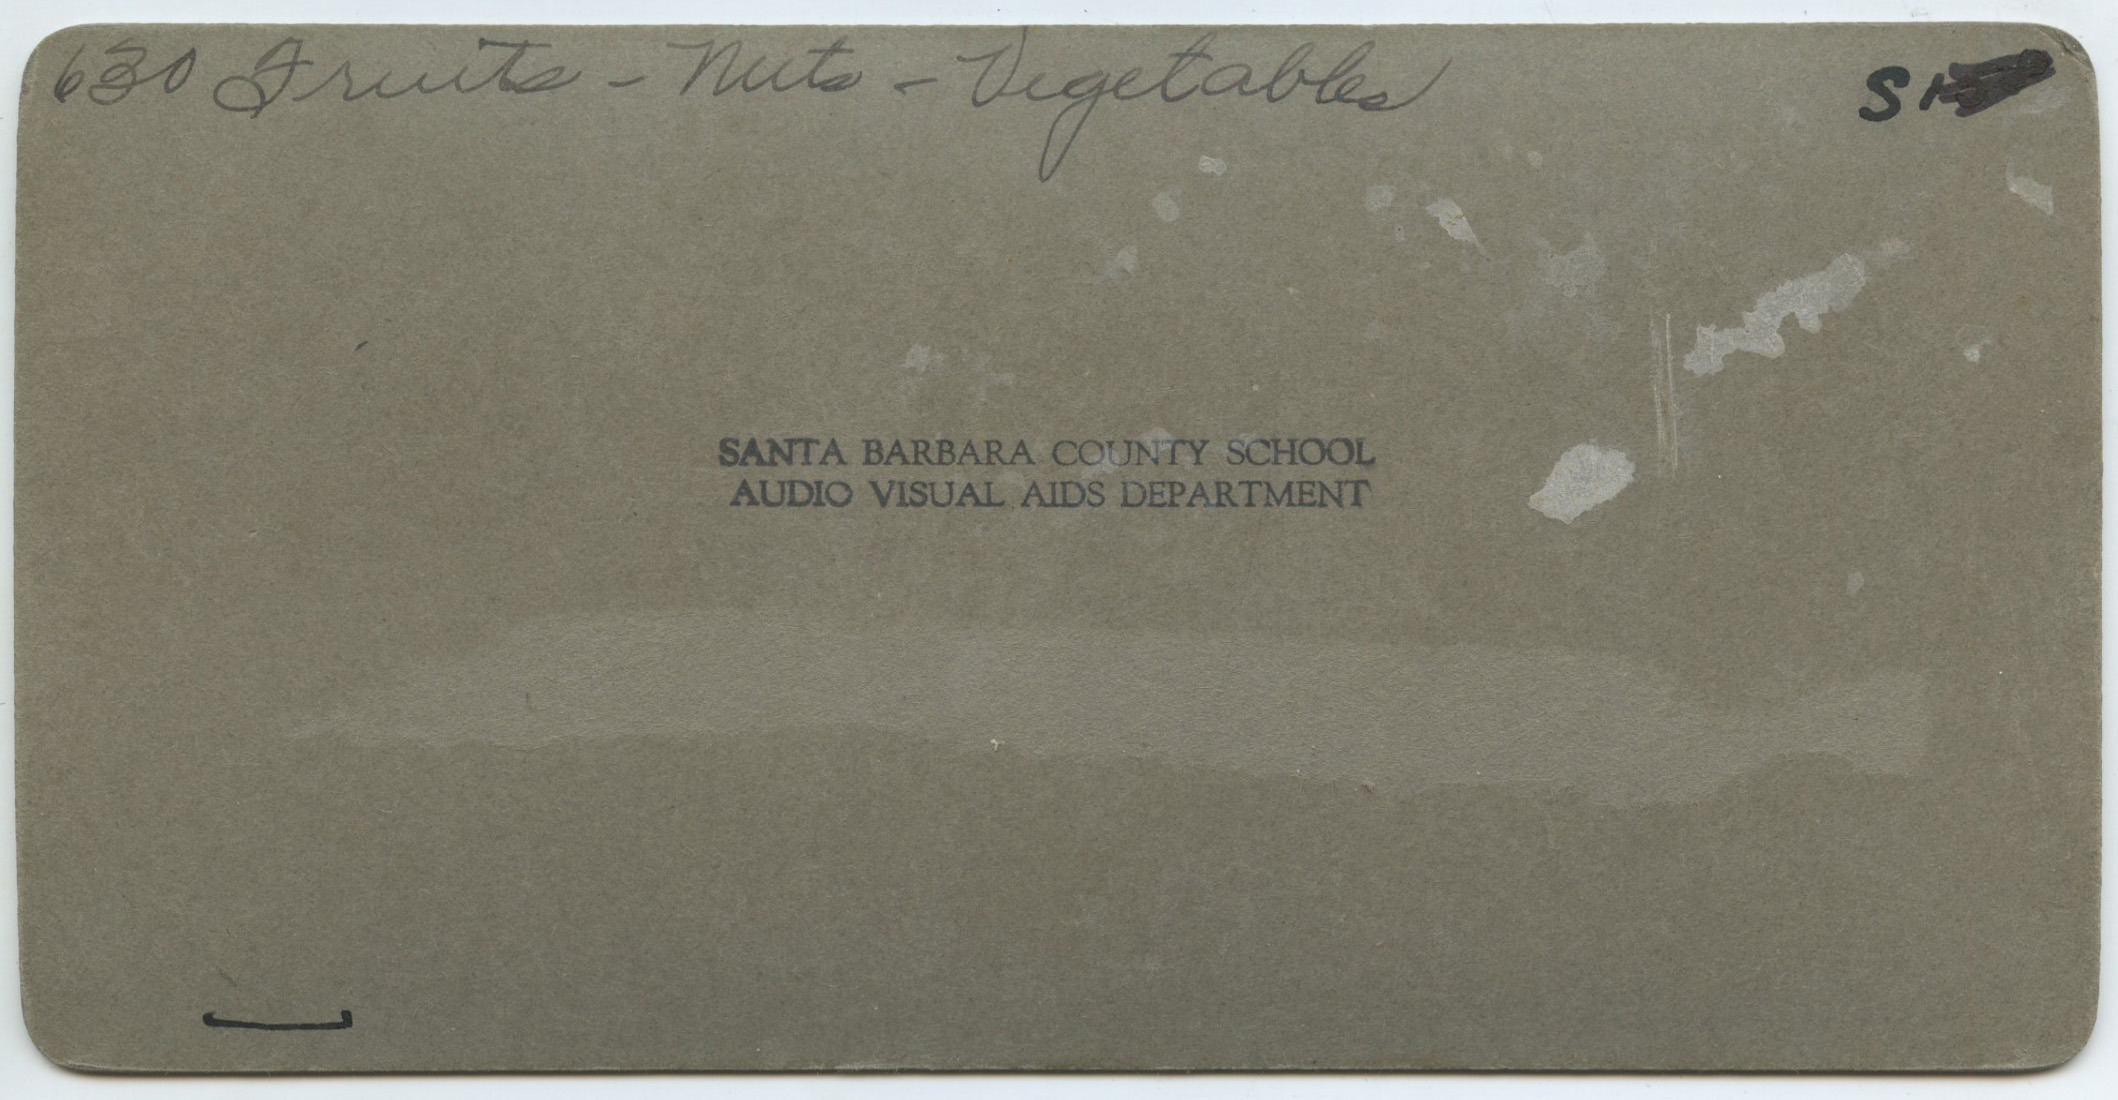 630 Fruits - Nuts - Vegetables
S
SANTA BARBARA COUNTY SCHOOL
AUDIO VISUAL AIDS DEPARTMENT